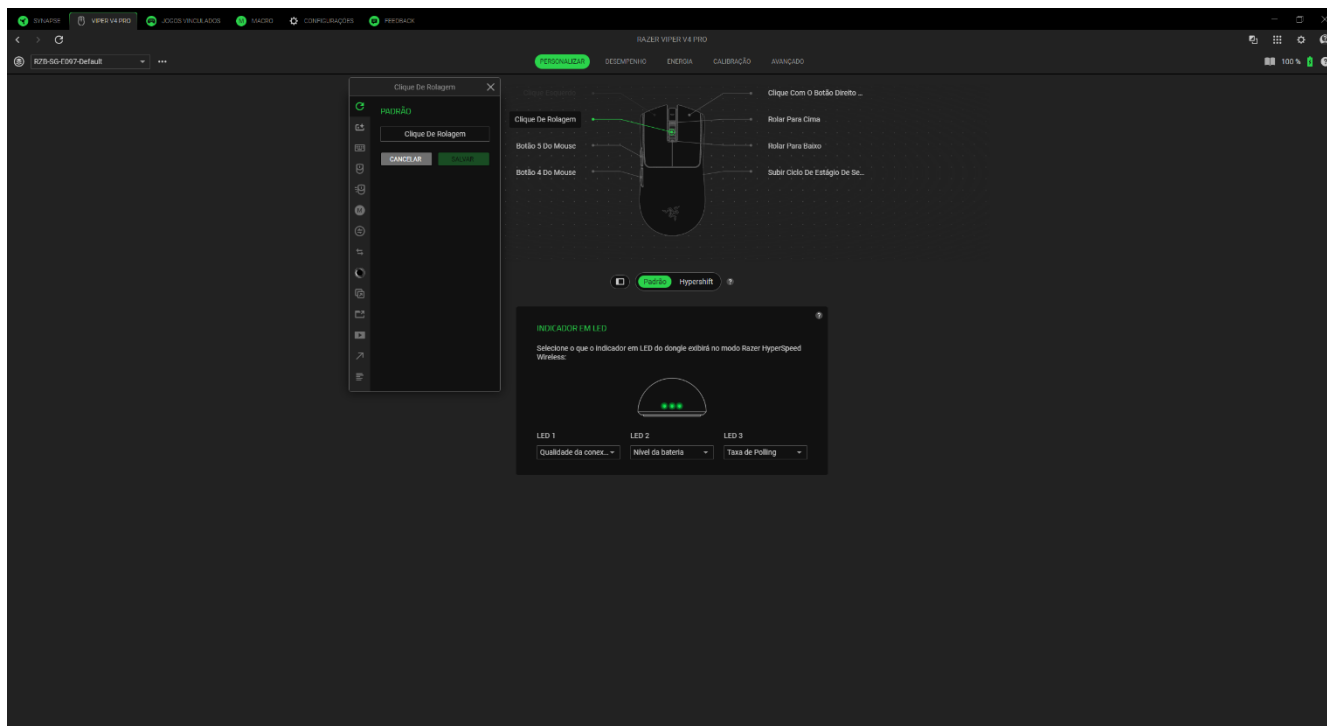 SYNAPSE VIPER V4 PRO JOGOS VINCULADOS MACRO CONFIGURAÇÕES FEEDBACK
RAZER VIPER V4 PRO
RZB-SG-E097-Default PERSONALIZAR DESEMPENHO ENERGIA CALIBRAÇÃO AVANÇADO 100 %
Clique De Rolagem
PADRÃO
Clique De Rolagem
CANCELAR SALVAR
Clique Com O Botão Direito ...
Clique De Rolagem Rolar Para Cima
Botão 5 Do Mouse Rolar Para Baixo
Botão 4 Do Mouse Subir Ciclo De Estágio De Se...
Padrão Hypershift
INDICADOR EM LED
Selecione o que o indicador em LED do dongle exibirá no modo Razer HyperSpeed
Wireless:
LED 1 LED 2 LED 3
Qualidade da conex... Nível da bateria Taxa de Polling